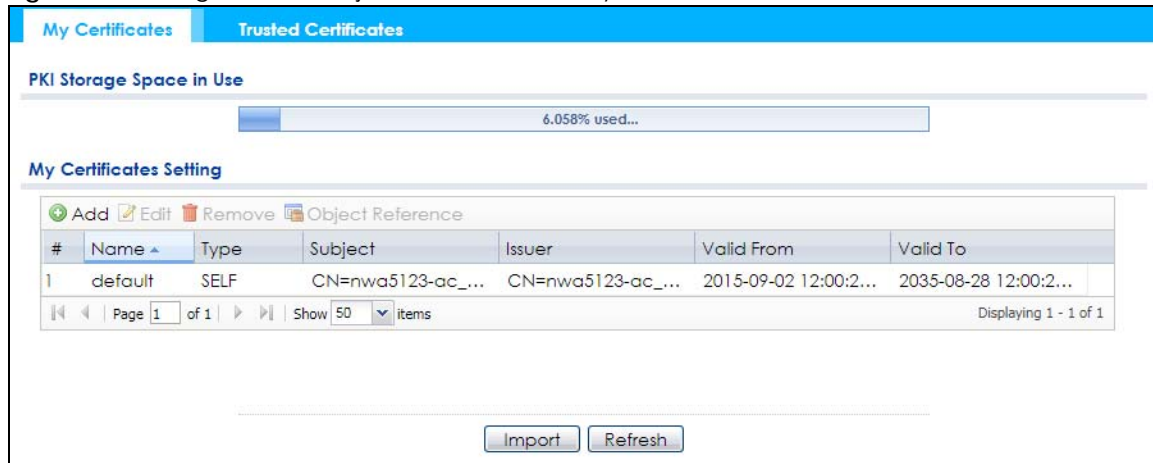 My Certificates Trusted Certificates
PKI Storage Space in Use
6.058% used...
My Certificates Setting
Add Edit Remove Object Reference
# Name Type Subject Issuer Valid From Valid To
1 default SELF CN=nwa5123-ac_... CN=nwa5123-ac_... 2015-09-02 12:00:2... 2035-08-28 12:00:2...
Page 1 of 1 Show 50 items Displaying 1 - 1 of 1
Import Refresh